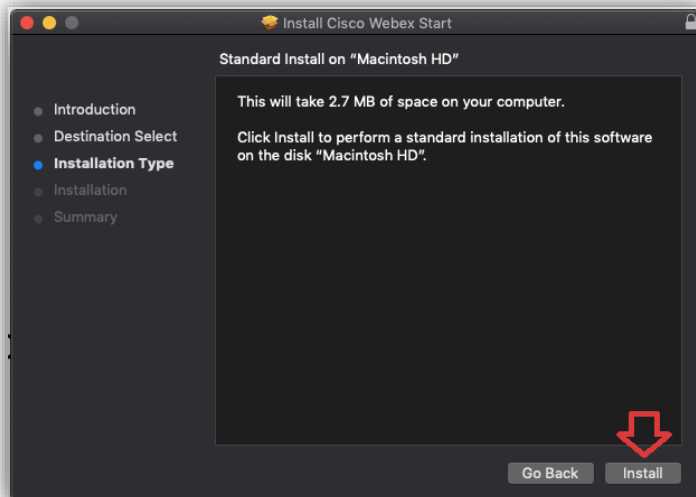 Install Cisco Webex Start
Standard Install on “Macintosh HD”
Introduction
Destination Select
Installation Type
Installation
Summary
This will take 2.7 MB of space on your computer.
Click Install to perform a standard installation of this software
on the disk “Macintosh HD”.
Go Back
Install